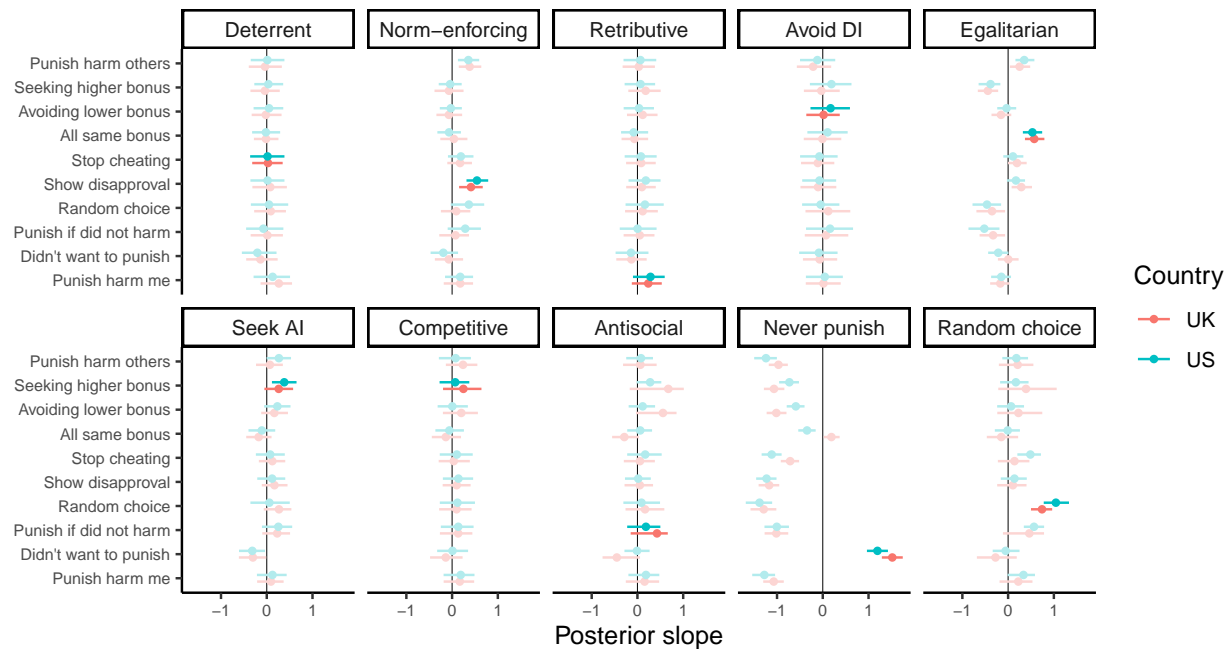 Deterrent Norm−enforcing Retributive Avoid DI Egalitarian
Punish harm others
Seeking higher bonus
Avoiding lower bonus
All same bonus
Stop cheating
Show disapproval
Random choice
Punish if did not harm
Didn't want to punish
Punish harm me
Seek AI Competitive Antisocial Never punish Random choice
Punish harm others
Seeking higher bonus
Avoiding lower bonus
All same bonus
Stop cheating
Show disapproval
Random choice
Punish if did not harm
Didn't want to punish
Punish harm me
−1 0 1 −1 0 1 −1 0 1 −1 0 1 −1 0 1
Posterior slope
Country
UK
US